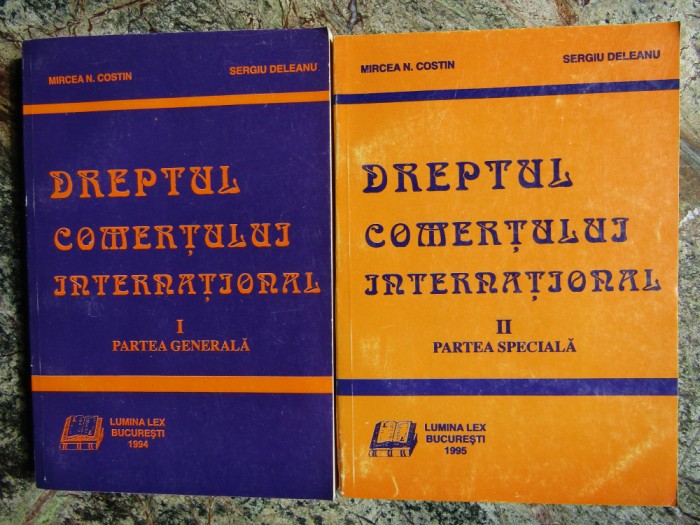 MIRCEA N. COSTIN
SERGIU DELEANU
DREPTUL
COMERȚULUI
INTERNAȚIONAL
I
PARTEA GENERALĂ
LUMINA LEX
BUCUREȘTI
1994
MIRCEA N. COSTIN
SERGIU DELEANU
DREPTUL
COMERȚULUI
INTERNAȚIONAL
II
PARTEA SPECIALĂ
LUMINA LEX
BUCUREȘTI
1995